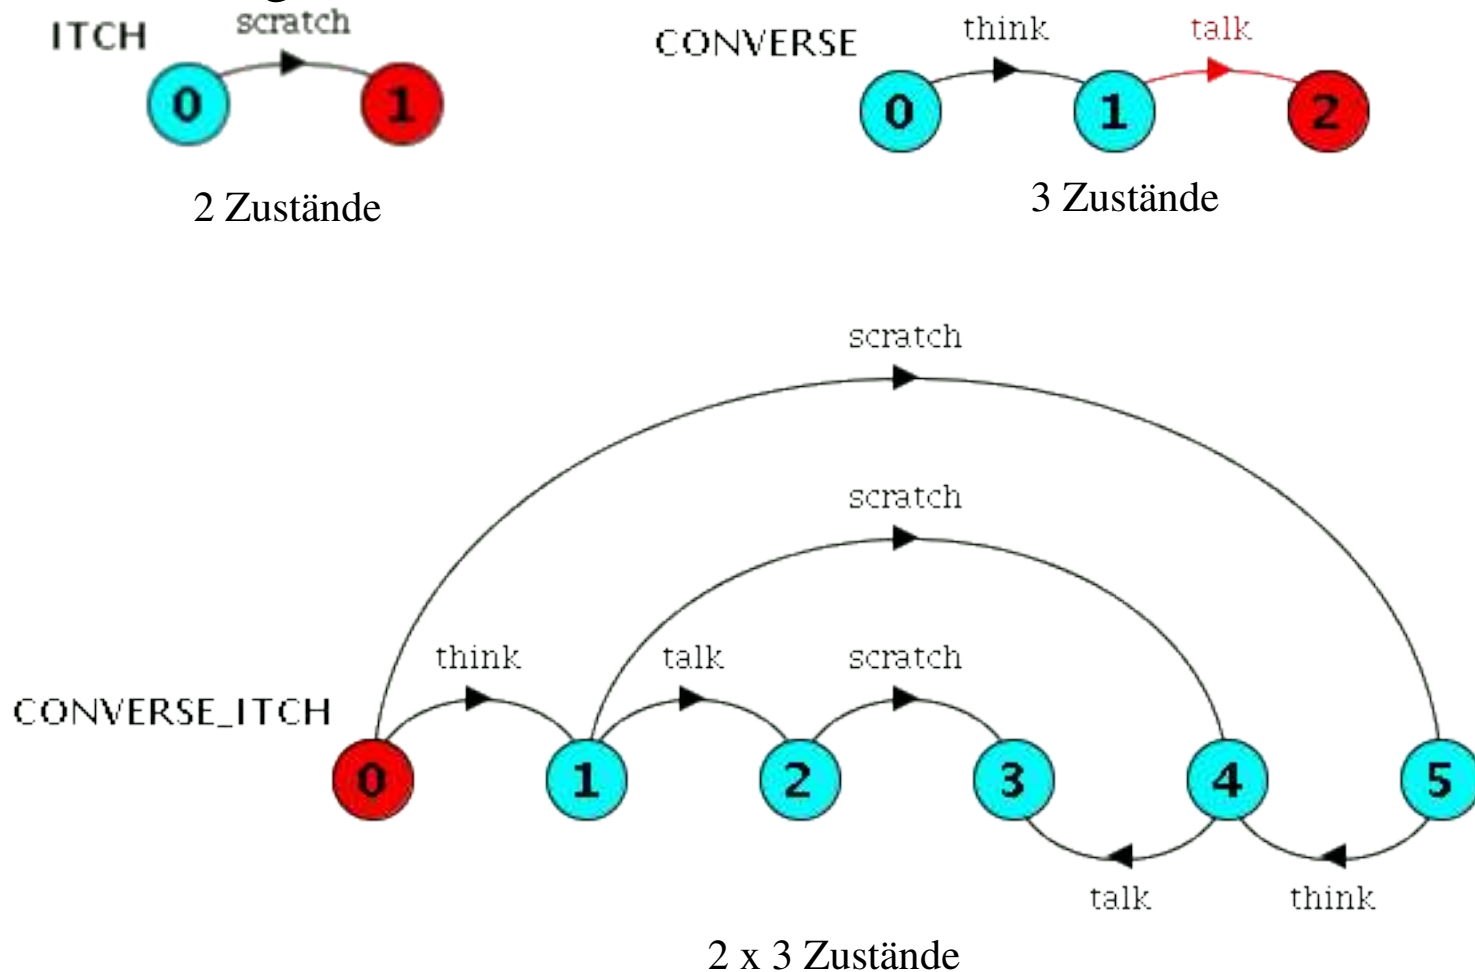 ITCH
scratch
0
1
2 Zustände
CONVERSE
think
talk
0
1
2
3 Zustände
scratch
scratch
think
talk
scratch
CONVERSE_ITCH
0
1
2
3
4
5
talk
think
2 x 3 Zustände